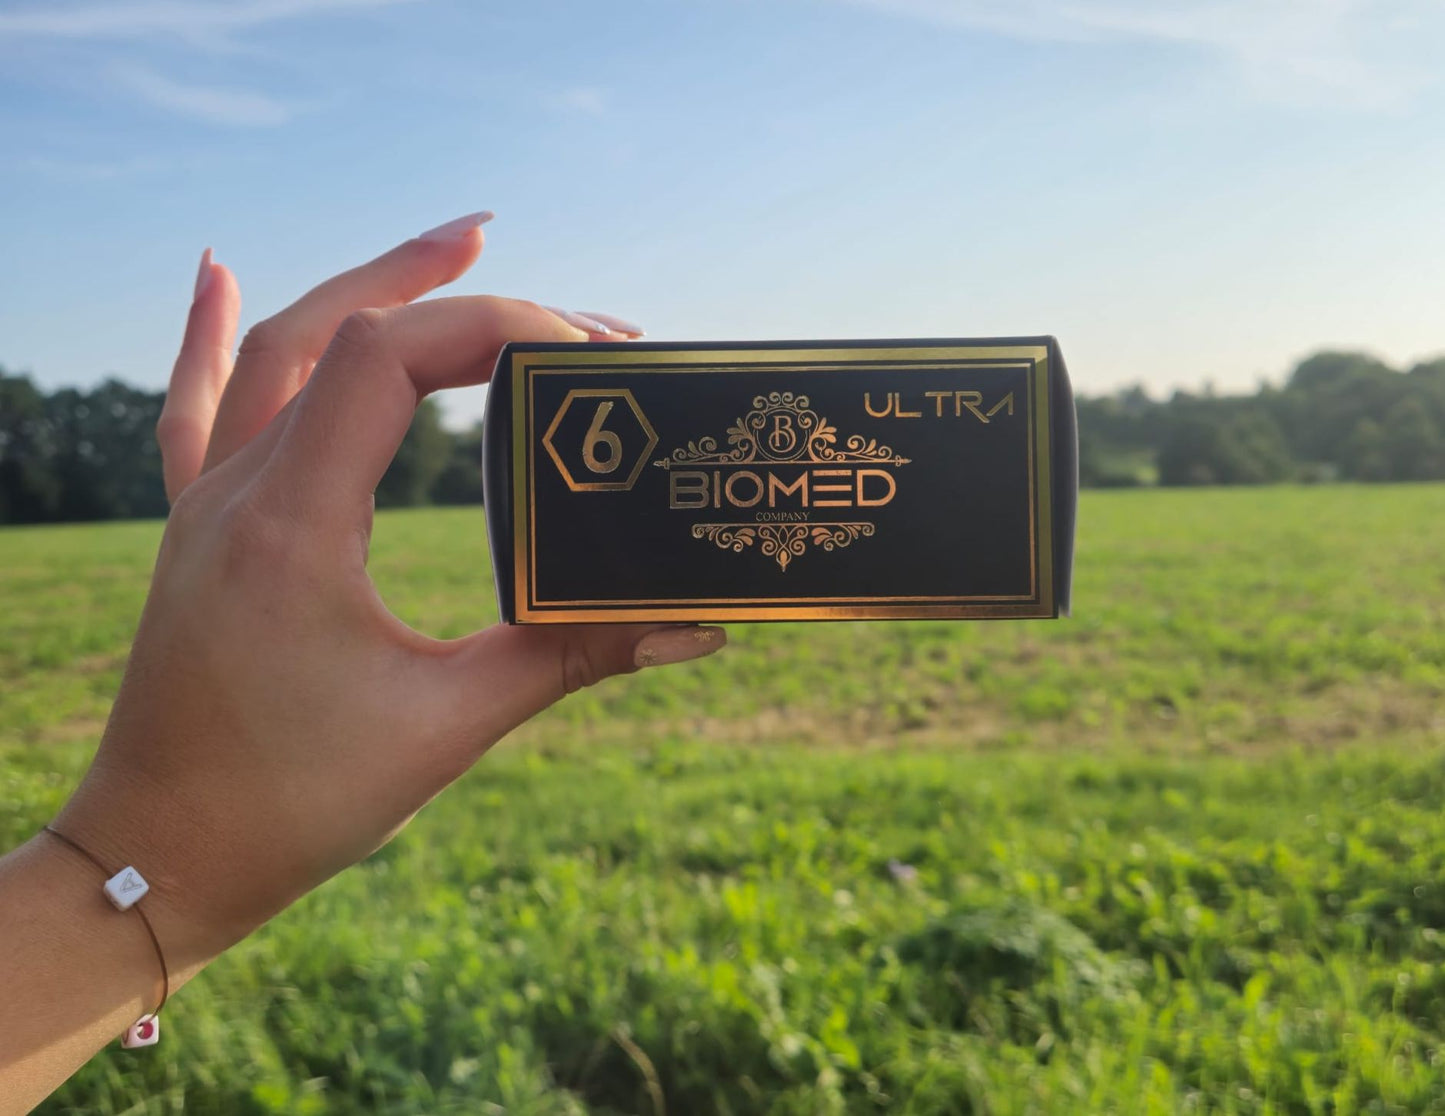 6
ULTRA
B
BIOMED
COMPANY